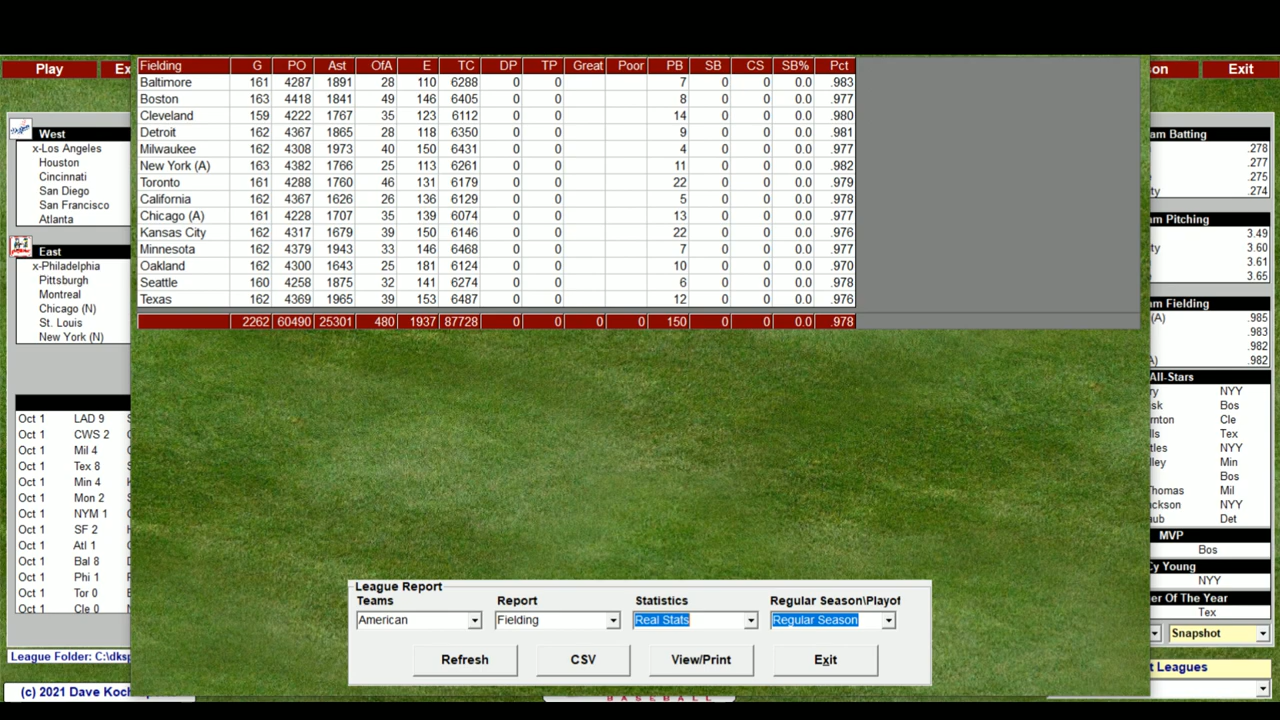 Play
Ex
on
Exit
Fielding G PO Ast OfA E TC DP TP Great Poor PB SB CS SB% Pct
Baltimore 161 4287 1891 28 110 6288 0 0 7 0 0 0.0 .983
Boston 163 4418 1841 49 146 6405 0 0 8 0 0 0.0 .977
Cleveland 159 4222 1767 35 123 6112 0 0 14 0 0 0.0 .980
Detroit 162 4367 1865 28 118 6350 0 0 9 0 0 0.0 .981
Milwaukee 162 4308 1973 40 150 6431 0 0 4 0 0 0.0 .977
New York (A) 163 4382 1766 25 113 6261 0 0 11 0 0 0.0 .982
Toronto 161 4288 1760 46 131 6179 0 0 22 0 0 0.0 .979
California 162 4367 1626 26 136 6129 0 0 5 0 0 0.0 .978
Chicago (A) 161 4228 1707 35 139 6074 0 0 13 0 0 0.0 .977
Kansas City 162 4317 1679 39 150 6146 0 0 22 0 0 0.0 .976
Minnesota 162 4379 1943 33 146 6468 0 0 7 0 0 0.0 .977
Oakland 162 4300 1643 25 181 6124 0 0 10 0 0 0.0 .970
Seattle 160 4258 1875 32 141 6274 0 0 6 0 0 0.0 .978
Texas 162 4369 1965 39 153 6487 0 0 12 0 0 0.0 .976
2262 60490 25301 480 1937 87728 0 0 0 0 150 0 0 0.0 .978
West
x-Los Angeles
Houston
Cincinnati
San Diego
San Francisco
Atlanta
East
x-Philadelphia
Pittsburgh
Montreal
Chicago (N)
St. Louis
New York (N)
Oct 1 LAD 9
Oct 1 CWS 2
Oct 1 Mil 4
Oct 1 Tex 8
Oct 1 Min 4
Oct 1 Mon 2
Oct 1 NYM 1
Oct 1 SF 2
Oct 1 Atl 1
Oct 1 Bal 8
Oct 1 Phi 1
Oct 1 Tor 0
Oct 1 Cle 0
League Folder: C:\dksp
(c) 2021 Dave Koch
am Batting
.278
.277
.275
ty .274
am Pitching
3.49
ty 3.60
3.61
3.65
am Fielding
(A) .985
.983
.982
A) .982
All-Stars
ry NYY
sk Bos
rnton Cle
lls Tex
tles NYY
lley Min
Bos
Thomas Mil
ckson NYY
aub Det
MVP
Bos
Cy Young
NYY
er Of The Year
Tex
Snapshot
t Leagues
League Report
Teams Report Statistics Regular Season\Playof
American Fielding Real Stats Regular Season
Refresh CSV View/Print Exit
BASEBALL